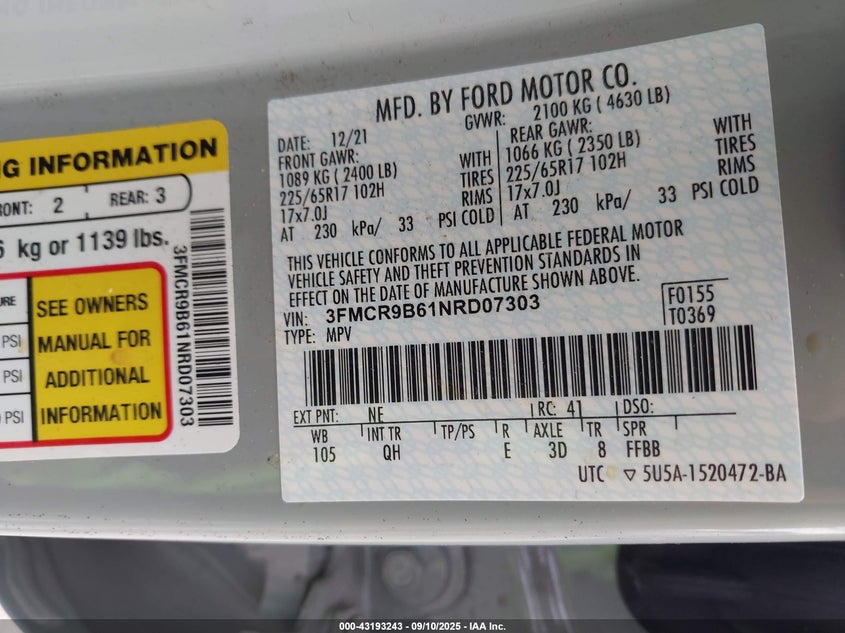 NG INFORMATION
RONT: 2 REAR: 3
6 kg or 1139 lbs.
URE
PSI
PSI
PSI
SEE OWNERS
MANUAL FOR
ADDITIONAL
INFORMATION
3FMCR9B61NRD07303
MFD. BY FORD MOTOR CO.
DATE: 12/21 GVWR: 2100 KG ( 4630 LB)
FRONT GAWR: WITH
1089 KG ( 2400 LB) TIRES
225/65R17 102H RIMS
17x7.0J
AT 230 kPa/ 33 PSI COLD
REAR GAWR: WITH
1066 KG ( 2350 LB) TIRES
225/65R17 102H RIMS
17x7.0J
AT 230 kPa/ 33 PSI COLD
THIS VEHICLE CONFORMS TO ALL APPLICABLE FEDERAL MOTOR
VEHICLE SAFETY AND THEFT PREVENTION STANDARDS IN
EFFECT ON THE DATE OF MANUFACTURE SHOWN ABOVE.
VIN: 3FMCR9B61NRD07303
TYPE: MPV
F0155
T0369
EXT PNT: NE RC: 41 DSO:
WB INT TR TP/PS R AXLE TR SPR
105 QH E 3D 8 FFBB
UTC ▽ 5U5A-1520472-BA
000-43193243 - 09/10/2025 - IAA Inc.